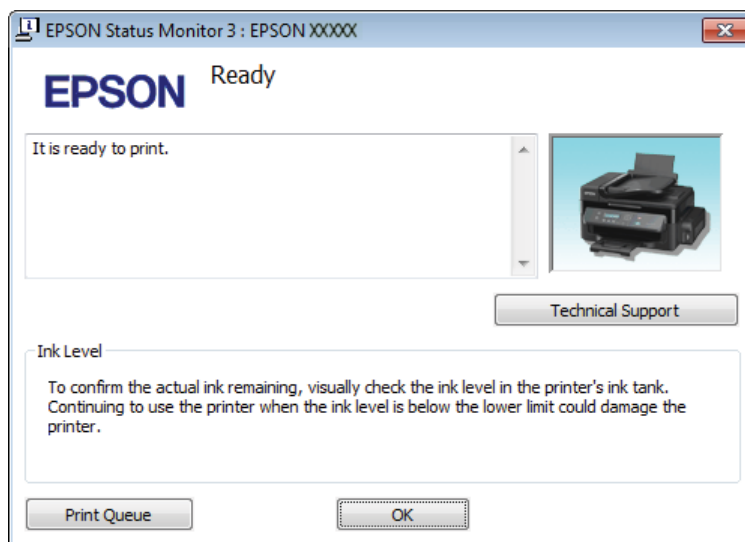 EPSON Status Monitor 3 : EPSON XXXXX
EPSON
Ready
It is ready to print.
Technical Support
Ink Level
To confirm the actual ink remaining, visually check the ink level in the printer's ink tank.
Continuing to use the printer when the ink level is below the lower limit could damage the
printer.
Print Queue
OK